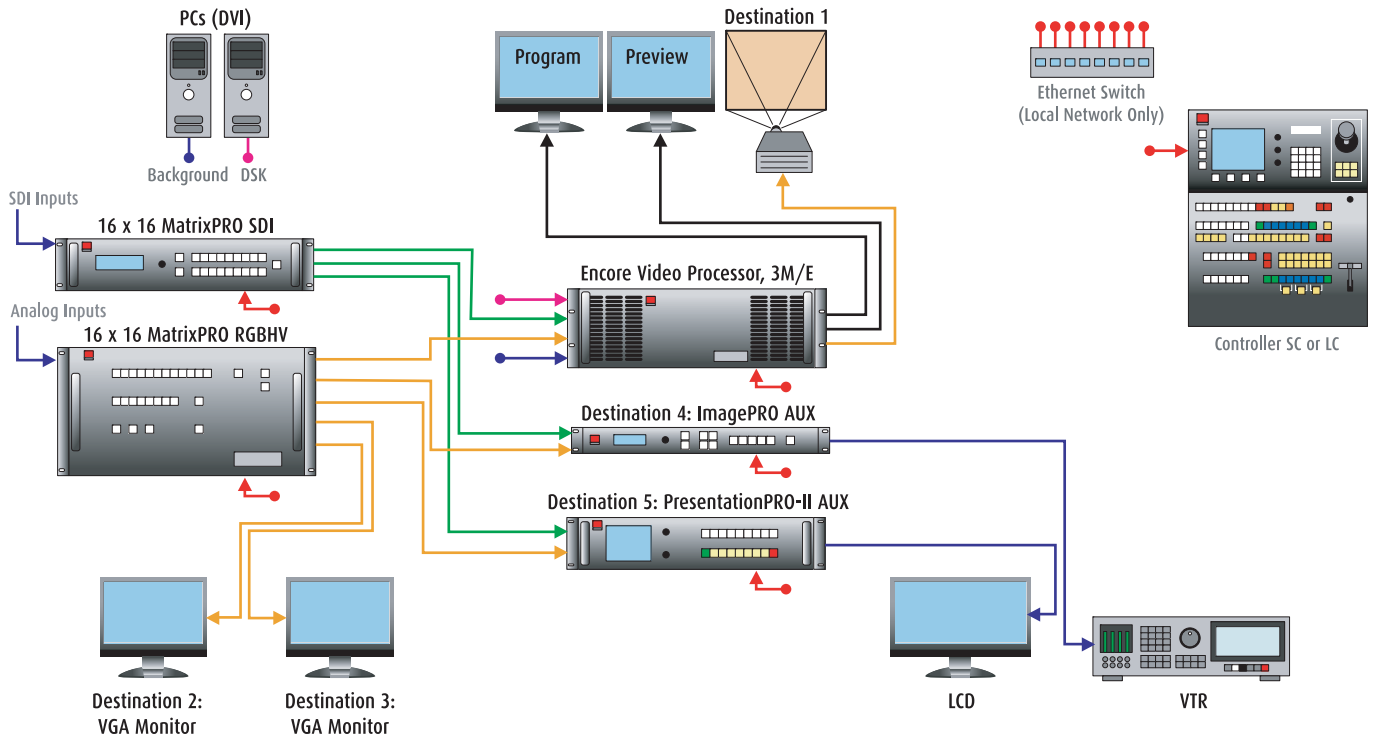 PCs (DVI)
Background
DSK
Program
Preview
Destination 1
Ethernet Switch
(Local Network Only)
Controller SC or LC
SDI Inputs
16 x 16 MatrixPRO SDI
Analog Inputs
16 x 16 MatrixPRO RGBHV
Encore Video Processor, 3M/E
Destination 4: ImagePRO AUX
Destination 5: PresentationPRO-II AUX
Destination 2:
VGA Monitor
Destination 3:
VGA Monitor
LCD
VTR